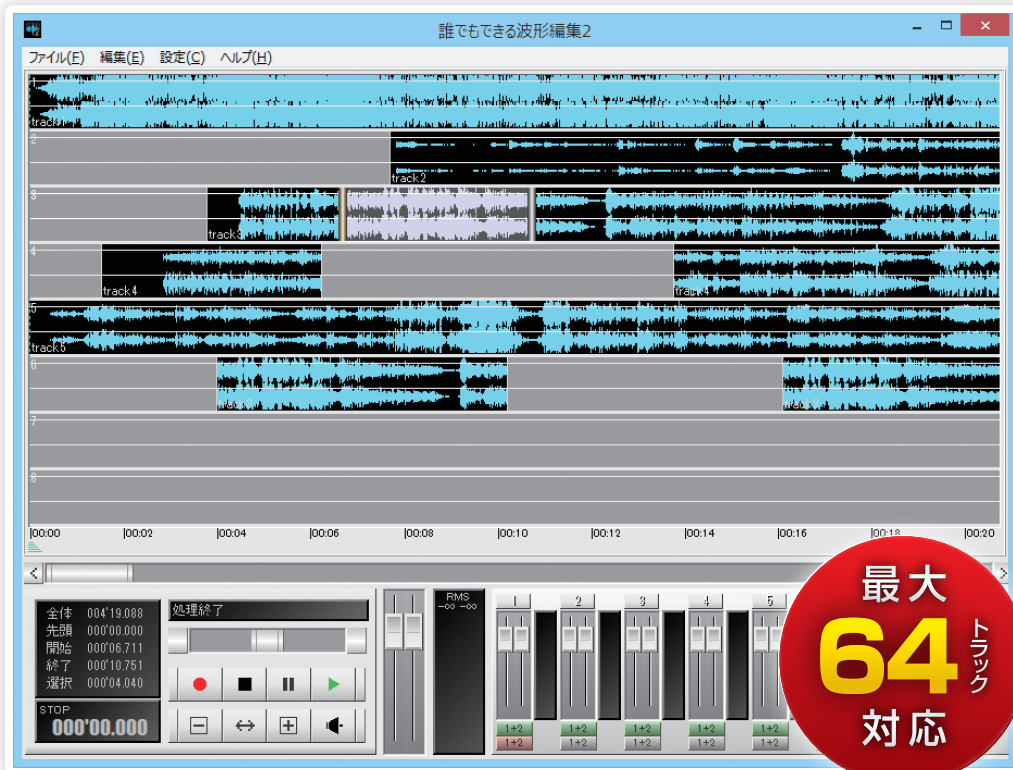 誰でもできる波形編集2
ファイル(F) 編集(E) 設定(C) ヘルプ(H)
1
track1
2
track2
3
track3
4
track4
track4
5
track5
6
track3
track3
7
8
00:00 00:02 00:04 00:06 00:08 00:10 00:12 00:14 00:16 00:18 00:20
全体 004'19.088
先頭 000'00.000
開始 000'06.711
終了 000'10.751
選択 000'04.040
STOP
000'00.000
処理終了
RMS
-∞ -∞
1 2 3 4 5
1+2 1+2 1+2 1+2 1+2
1+2 1+2 1+2 1+2 1+2
最大
64トラック
対応